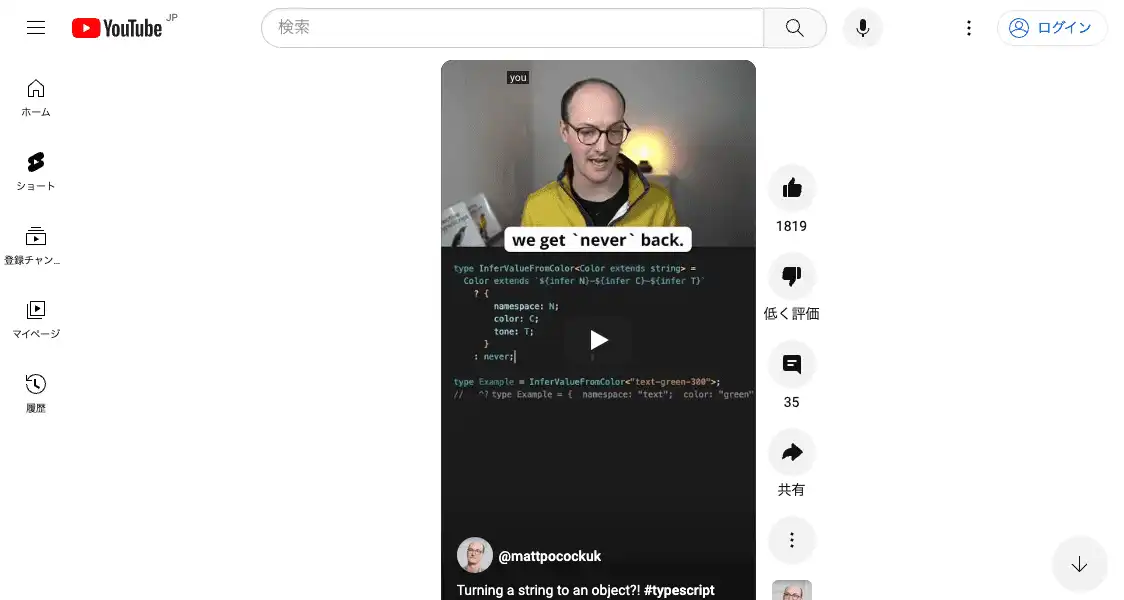 YouTube JP
検索
ログイン
ホーム
ショート
登録チャン...
マイページ
履歴
you
we get `never` back.
type InferValueFromColor<Color extends string> =
Color extends `${infer N}-${infer C}-${infer T}`
? {
namespace: N;
color: C;
tone: T;
}
: never;
type Example = InferValueFromColor<"text-green-300">;
// ^? type Example = { namespace: "text"; color: "green"
1819
低く評価
35
共有
@mattpocockuk
Turning a string to an object?! #typescript